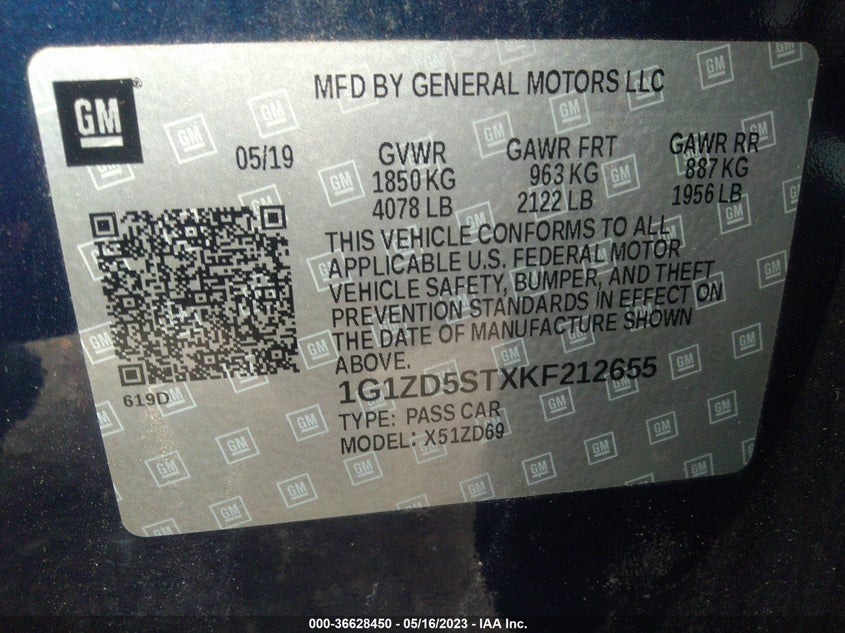 MFD BY GENERAL MOTORS LLC
GM
05/19
GVWR
1850 KG
4078 LB
GAWR FRT
963 KG
2122 LB
GAWR RR
887 KG
1956 LB
THIS VEHICLE CONFORMS TO ALL
APPLICABLE U.S. FEDERAL MOTOR
VEHICLE SAFETY, BUMPER, AND THEFT
PREVENTION STANDARDS IN EFFECT ON
THE DATE OF MANUFACTURE SHOWN
ABOVE.
619D
1G1ZD5STXKF212655
TYPE: PASS CAR
MODEL: X51ZD69
000-36628450 - 05/16/2023 - IAA Inc.